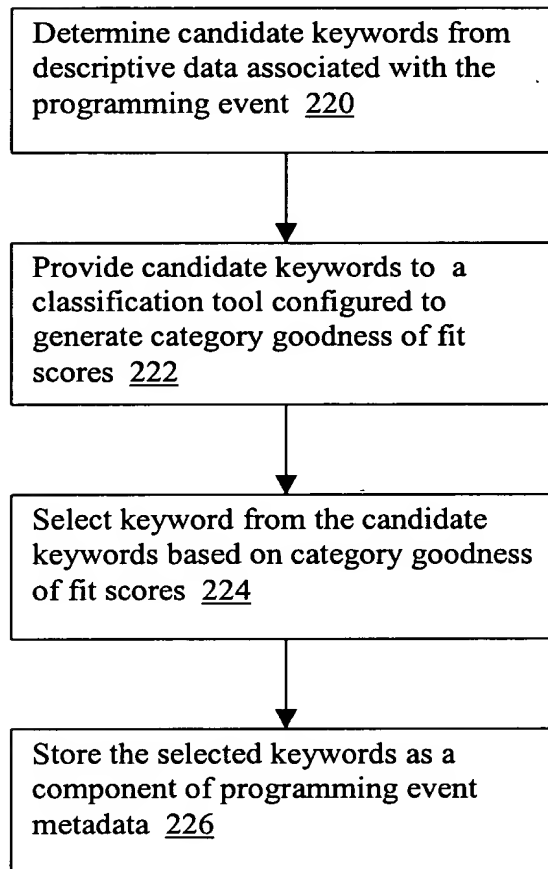 Determine candidate keywords from
descriptive data associated with the
programming event 220
Provide candidate keywords to a
classification tool configured to
generate category goodness of fit
scores 222
Select keyword from the candidate
keywords based on category goodness
of fit scores 224
Store the selected keywords as a
component of programming event
metadata 226